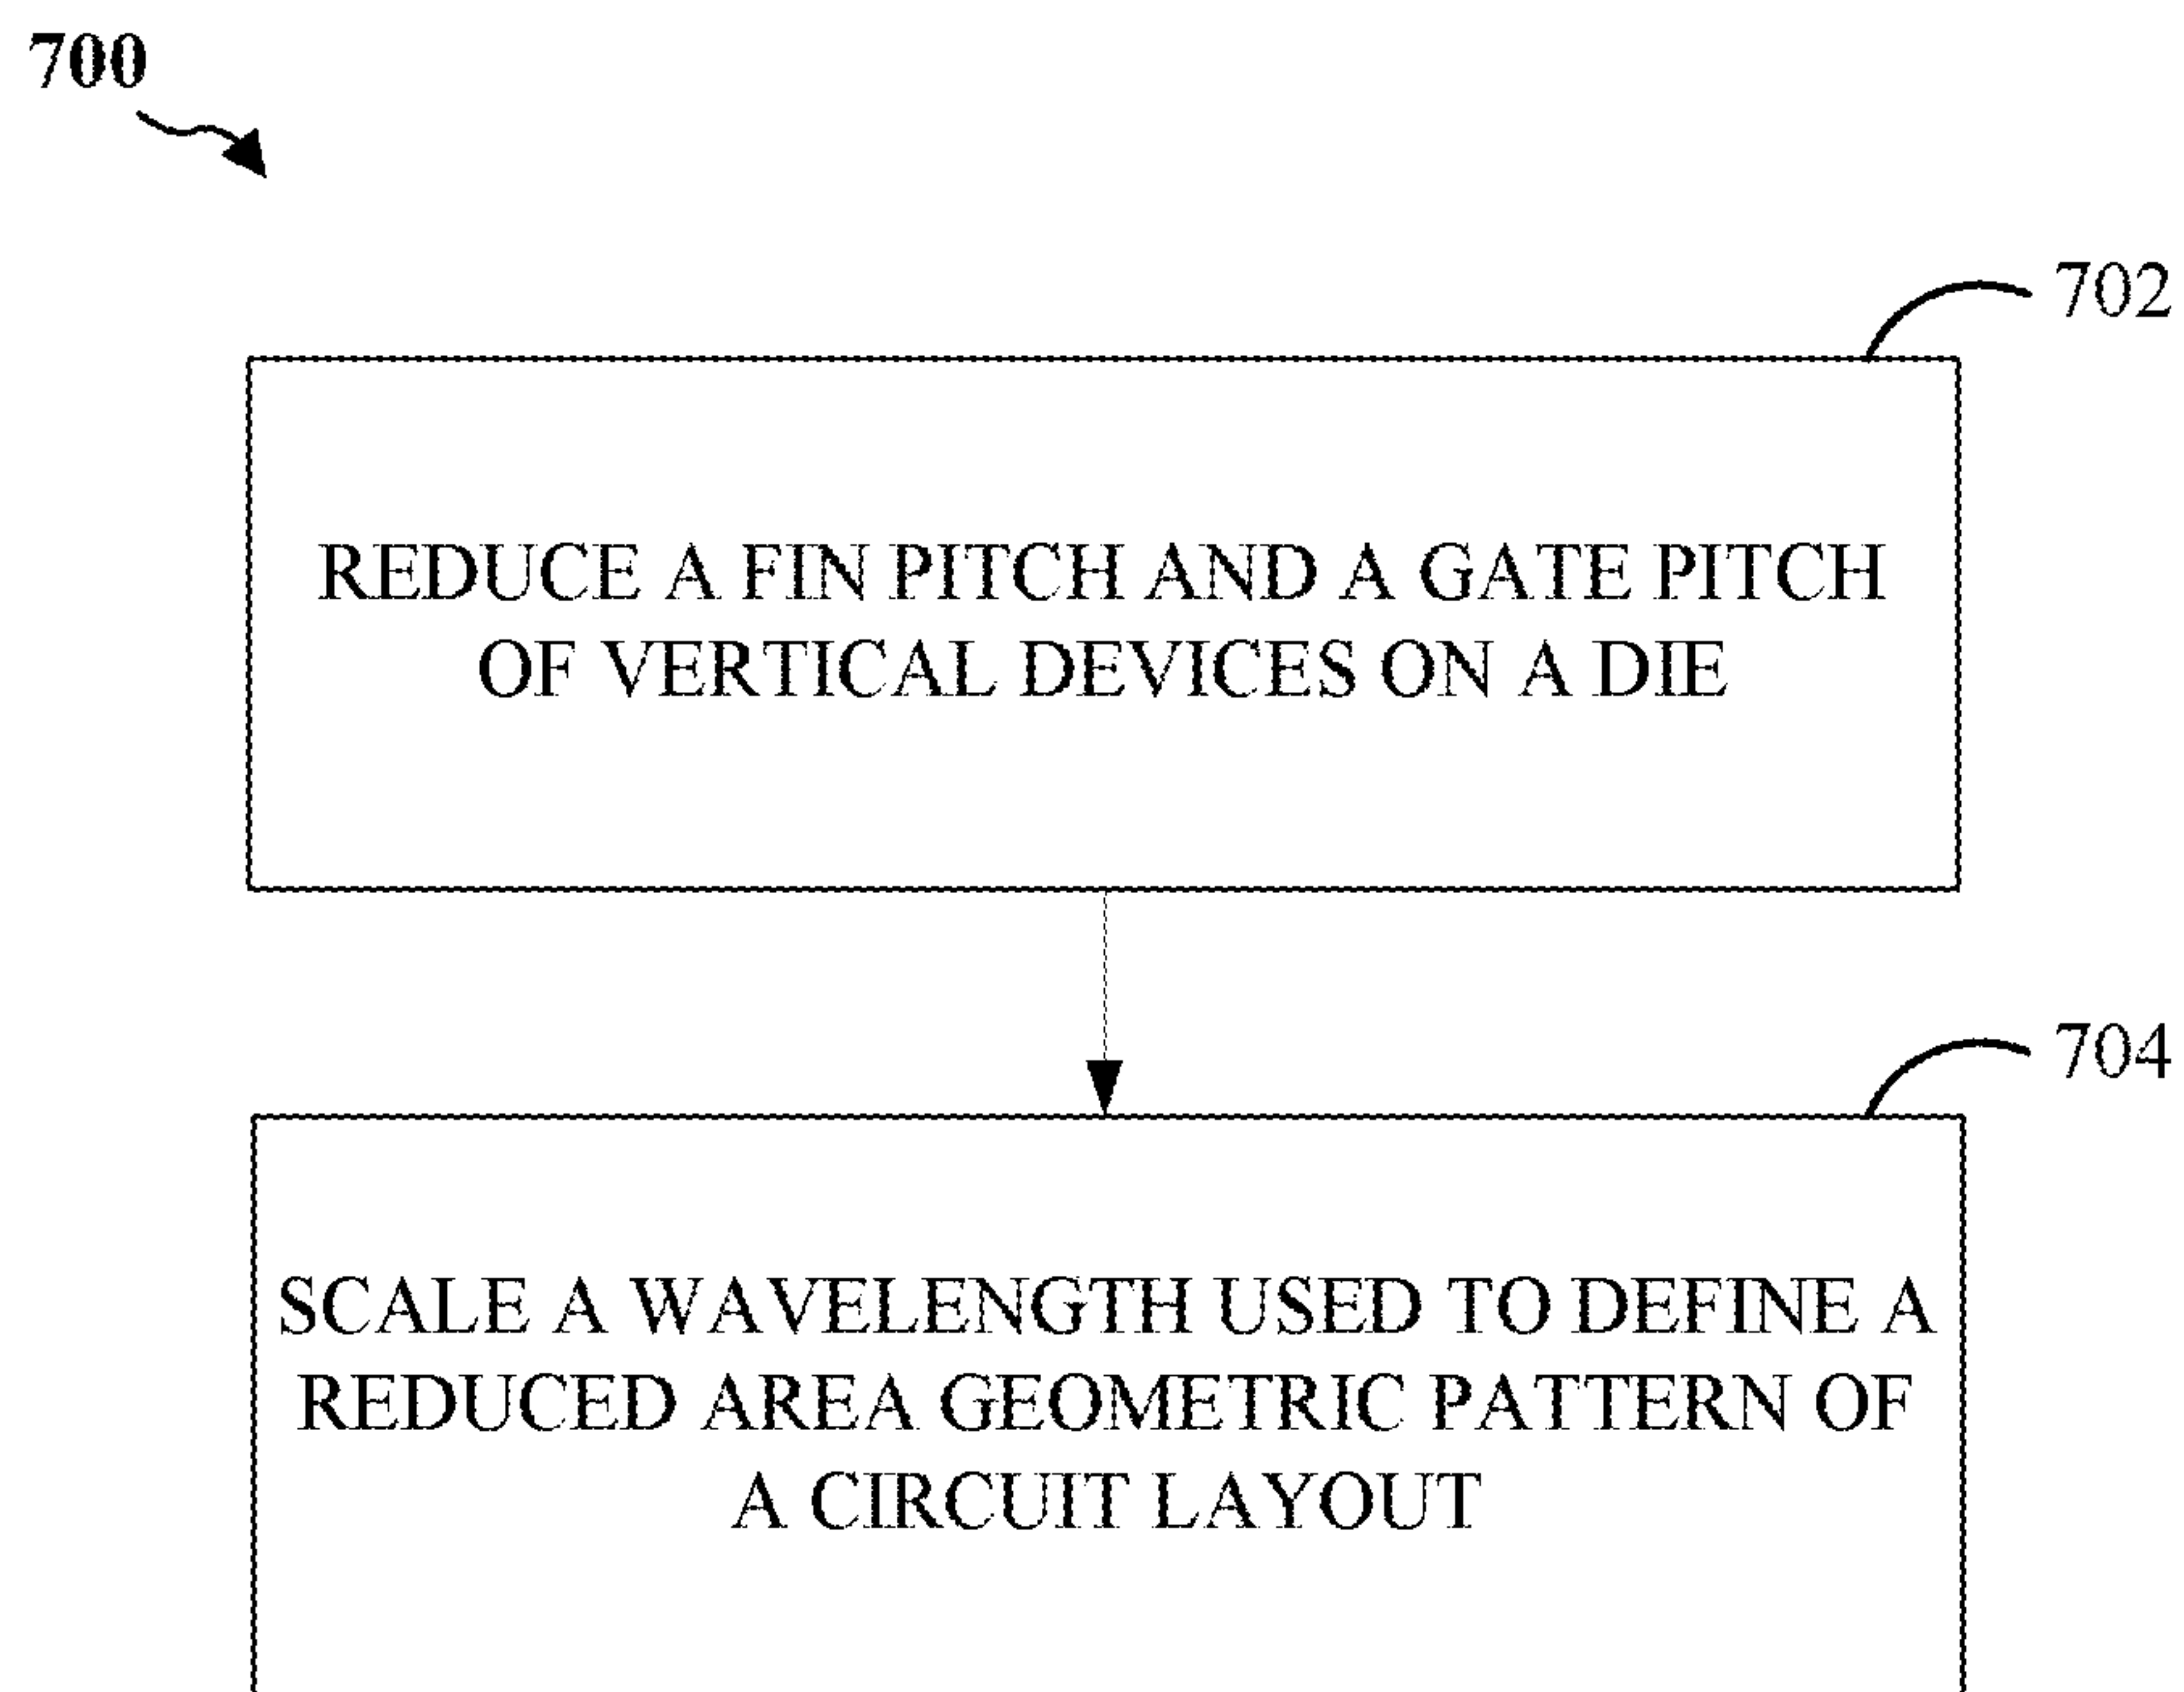 700
702
REDUCE A FIN PITCH AND A GATE PITCH
OF VERTICAL DEVICES ON A DIE
704
SCALE A WAVELENGTH USED TO DEFINE A
REDUCED AREA GEOMETRIC PATTERN OF
A CIRCUIT LAYOUT